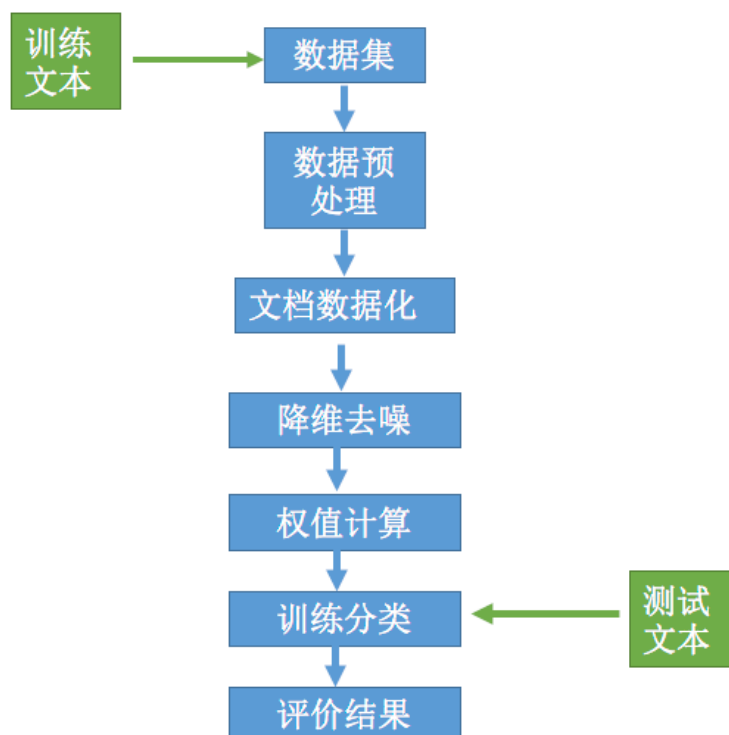 训练
文本
数据集
数据预
处理
文档数据化
降维去噪
权值计算
训练分类
测试
文本
评价结果